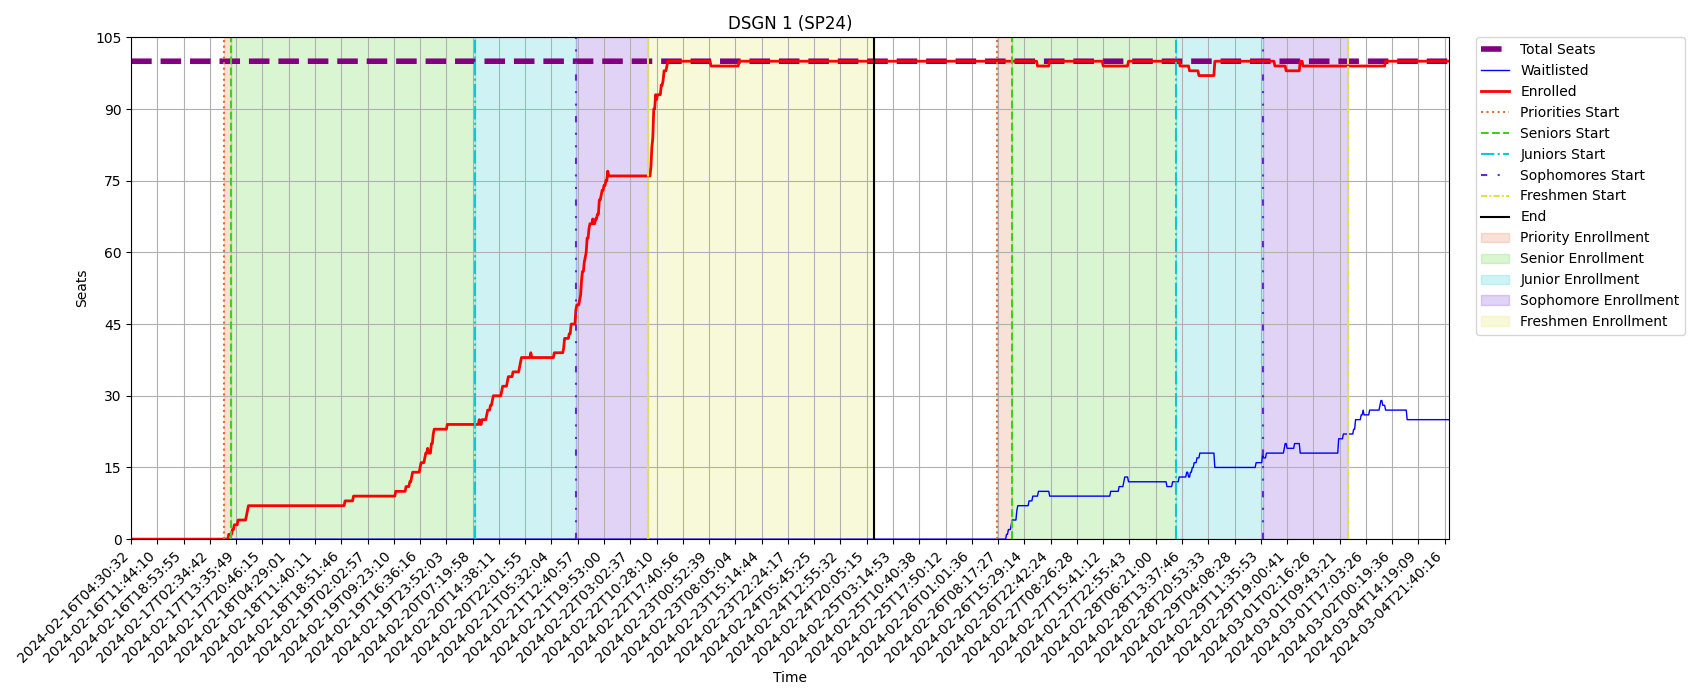 DSGN 1 (SP24)
105
90
75
60
45
30
15
0
Seats
2024-02-16T04:30:32
2024-02-16T11:44:10
2024-02-16T18:53:55
2024-02-17T02:34:42
2024-02-17T13:35:49
2024-02-17T20:46:15
2024-02-18T04:29:01
2024-02-18T11:40:11
2024-02-18T18:51:46
2024-02-19T02:02:57
2024-02-19T09:23:10
2024-02-19T16:36:16
2024-02-19T23:52:03
2024-02-20T07:19:58
2024-02-20T14:38:11
2024-02-20T22:01:55
2024-02-21T05:32:04
2024-02-21T12:40:57
2024-02-21T19:53:00
2024-02-22T03:02:37
2024-02-22T10:28:10
2024-02-22T17:40:56
2024-02-23T00:52:39
2024-02-23T08:05:04
2024-02-23T15:14:44
2024-02-23T22:24:17
2024-02-24T05:45:25
2024-02-24T12:55:32
2024-02-24T20:05:15
2024-02-25T03:14:53
2024-02-25T10:40:38
2024-02-25T17:50:12
2024-02-26T01:01:36
2024-02-26T08:17:27
2024-02-26T15:29:14
2024-02-26T22:42:24
2024-02-27T08:26:28
2024-02-27T15:41:12
2024-02-27T22:55:43
2024-02-28T06:21:00
2024-02-28T13:37:46
2024-02-28T20:53:33
2024-02-29T04:08:28
2024-02-29T11:35:53
2024-02-29T19:00:41
2024-03-01T02:16:26
2024-03-01T09:43:21
2024-03-01T17:03:26
2024-03-02T00:19:36
2024-03-04T14:19:09
2024-03-04T21:40:16
Time
Total Seats
Waitlisted
Enrolled
Priorities Start
Seniors Start
Juniors Start
Sophomores Start
Freshmen Start
End
Priority Enrollment
Senior Enrollment
Junior Enrollment
Sophomore Enrollment
Freshmen Enrollment